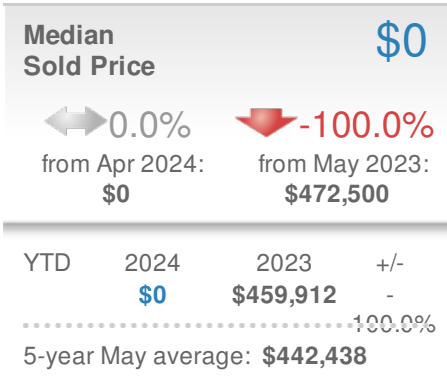 Median $0
Sold Price
0.0% -100.0%
from Apr 2024: from May 2023:
$0 $472,500
YTD 2024 2023 +/-
$0 $459,912 -
100.0%
5-year May average: $442,438